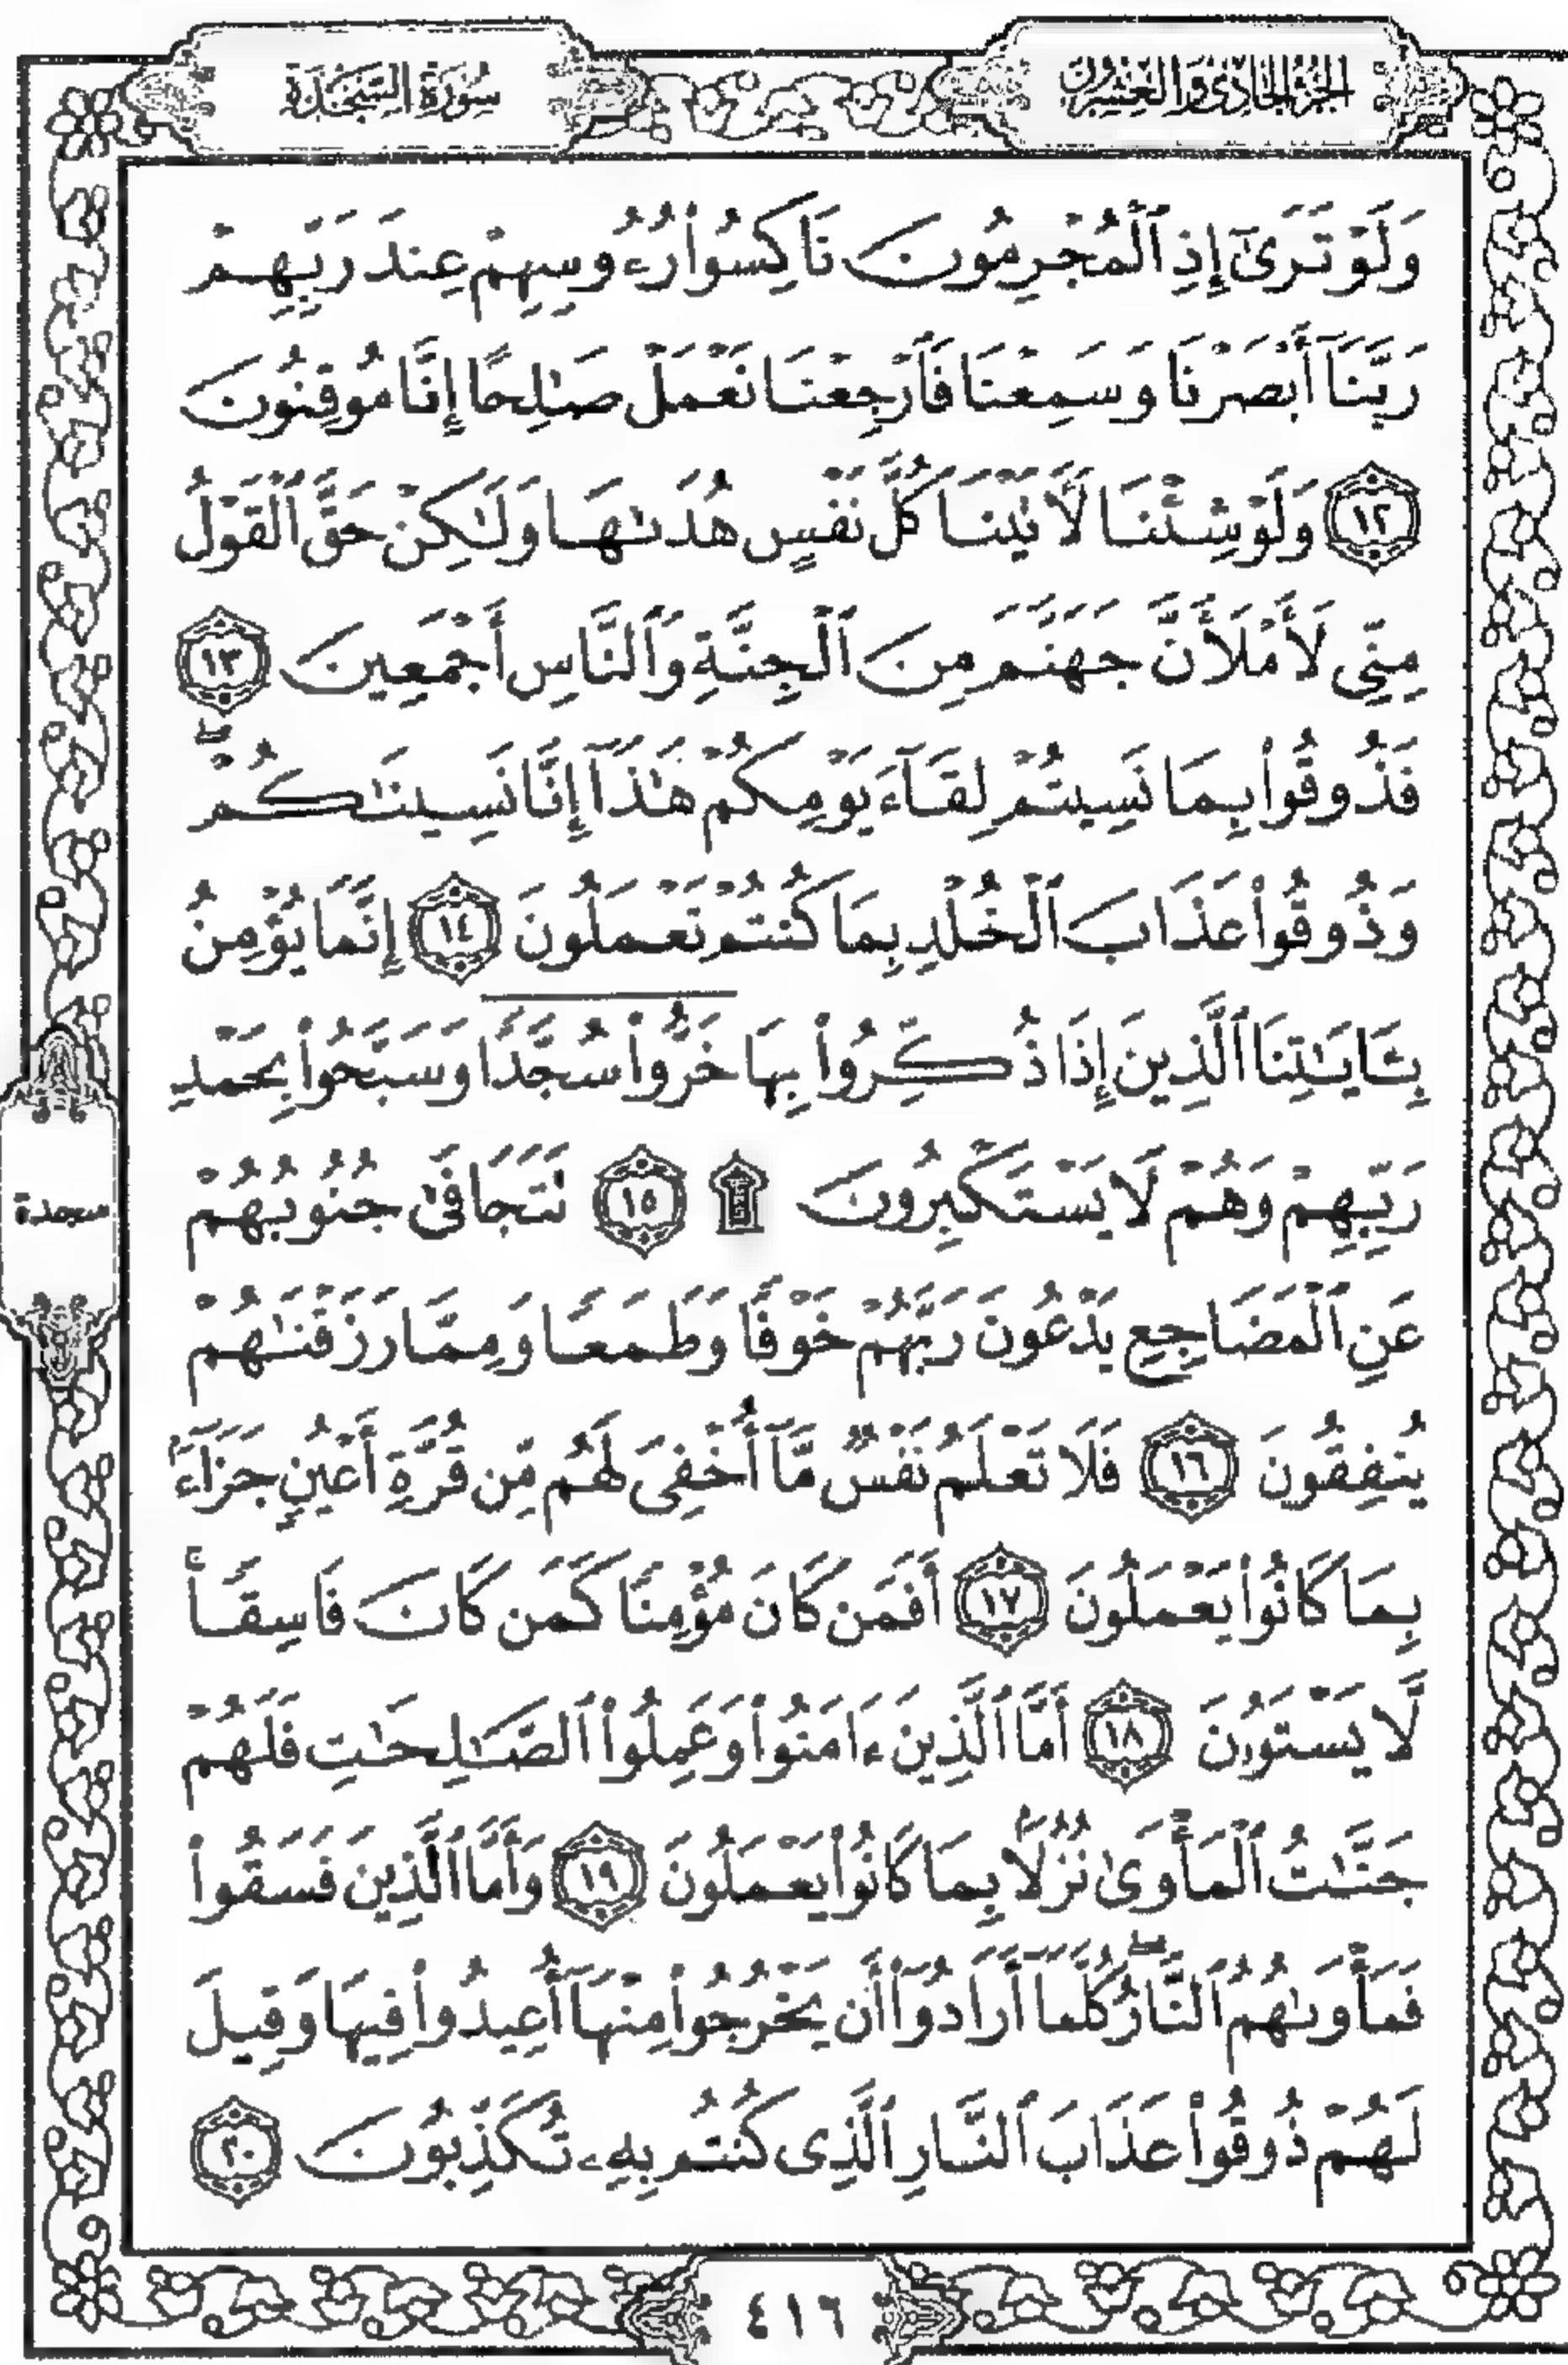 الجزء الحادي والعشرون
سورة السجدة
وَلَوْ تَرَىٰٓ إِذِ ٱلْمُجْرِمُونَ نَاكِسُوا۟ رُءُوسِهِمْ عِندَ رَبِّهِمْ
رَبَّنَآ أَبْصَرْنَا وَسَمِعْنَا فَٱرْجِعْنَا نَعْمَلْ صَٰلِحًا إِنَّا مُوقِنُونَ
١٢ وَلَوْ شِئْنَا لَءَاتَيْنَا كُلَّ نَفْسٍ هُدَىٰهَا وَلَٰكِنْ حَقَّ ٱلْقَوْلُ
مِنِّى لَأَمْلَأَنَّ جَهَنَّمَ مِنَ ٱلْجِنَّةِ وَٱلنَّاسِ أَجْمَعِينَ ١٣
فَذُوقُوا۟ بِمَا نَسِيتُمْ لِقَآءَ يَوْمِكُمْ هَٰذَآ إِنَّا نَسِينَٰكُمْ ۖ
وَذُوقُوا۟ عَذَابَ ٱلْخُلْدِ بِمَا كُنتُمْ تَعْمَلُونَ ١٤ إِنَّمَا يُؤْمِنُ
بِـَٔايَٰتِنَا ٱلَّذِينَ إِذَا ذُكِّرُوا۟ بِهَا خَرُّوا۟ سُجَّدًا وَسَبَّحُوا۟ بِحَمْدِ
رَبِّهِمْ وَهُمْ لَا يَسْتَكْبِرُونَ ۩ ١٥ تَتَجَافَىٰ جُنُوبُهُمْ
سجدة
عَنِ ٱلْمَضَاجِعِ يَدْعُونَ رَبَّهُمْ خَوْفًا وَطَمَعًا وَمِمَّا رَزَقْنَٰهُمْ
يُنفِقُونَ ١٦ فَلَا تَعْلَمُ نَفْسٌ مَّآ أُخْفِىَ لَهُم مِّن قُرَّةِ أَعْيُنٍ جَزَآءًۢ
بِمَا كَانُوا۟ يَعْمَلُونَ ١٧ أَفَمَن كَانَ مُؤْمِنًا كَمَن كَانَ فَاسِقًا ۚ
لَّا يَسْتَوُۥنَ ١٨ أَمَّا ٱلَّذِينَ ءَامَنُوا۟ وَعَمِلُوا۟ ٱلصَّٰلِحَٰتِ فَلَهُمْ
جَنَّٰتُ ٱلْمَأْوَىٰ نُزُلًۢا بِمَا كَانُوا۟ يَعْمَلُونَ ١٩ وَأَمَّا ٱلَّذِينَ فَسَقُوا۟
فَمَأْوَىٰهُمُ ٱلنَّارُ ۖ كُلَّمَآ أَرَادُوٓا۟ أَن يَخْرُجُوا۟ مِنْهَآ أُعِيدُوا۟ فِيهَا وَقِيلَ
لَهُمْ ذُوقُوا۟ عَذَابَ ٱلنَّارِ ٱلَّذِى كُنتُم بِهِۦ تُكَذِّبُونَ ٢٠
٤١٦